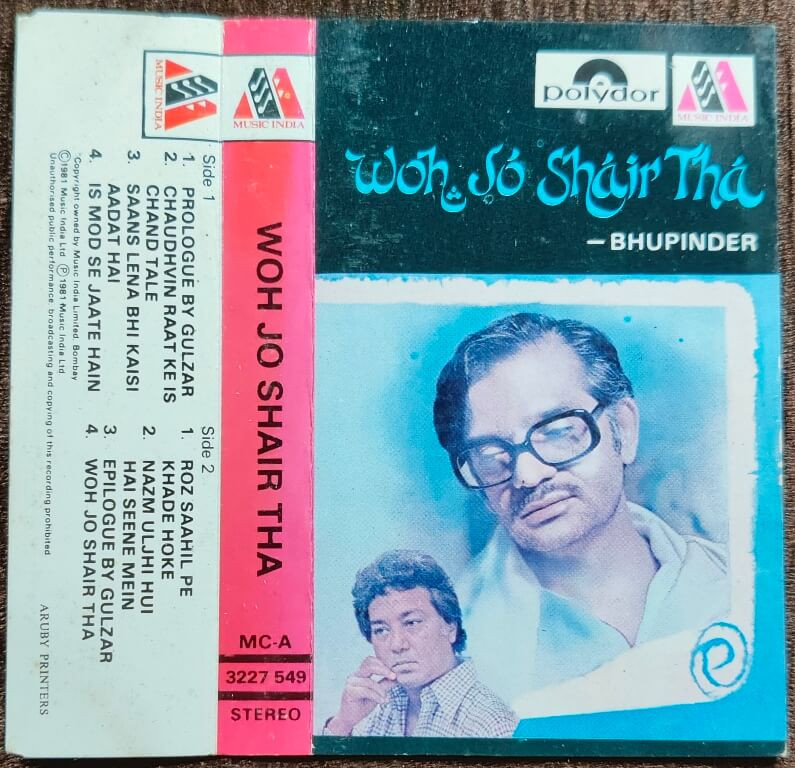 MUSIC INDIA
Side 1
1. PROLOGUE BY GULZAR
2. CHAUDHVIN RAAT KE IS
CHAND TALE
3. SAANS LENA BHI KAISI
AADAT HAI
4. IS MOD SE JAATE HAIN
Side 2
1. ROZ SAAHIL PE
KHADE HOKE
2. NAZM ULJHI HUI
HAI SEENE MEIN
3. EPILOGUE BY GULZAR
4. WOH JO SHAIR THA
"Copyright owned by Music India Limited, Bombay
©1981 Music India Ltd Ⓟ1981 Music India Ltd
Unauthorised public performance, broadcasting and copying of this recording prohibited
ARUBY PRINTERS
MUSIC INDIA
WOH JO SHAIR THA
MC-A
3227 549
STEREO
polydor
MUSIC INDIA
Woh Jo Sháir Thá
– BHUPINDER